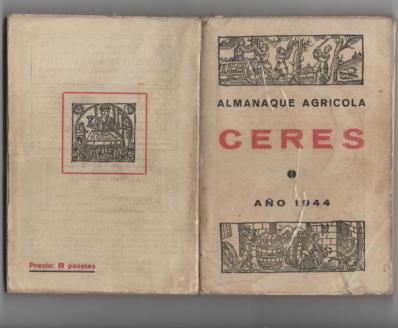 ALMANAQUE AGRICOLA
CERES
AÑO 1944
Precio: 8 pesetas